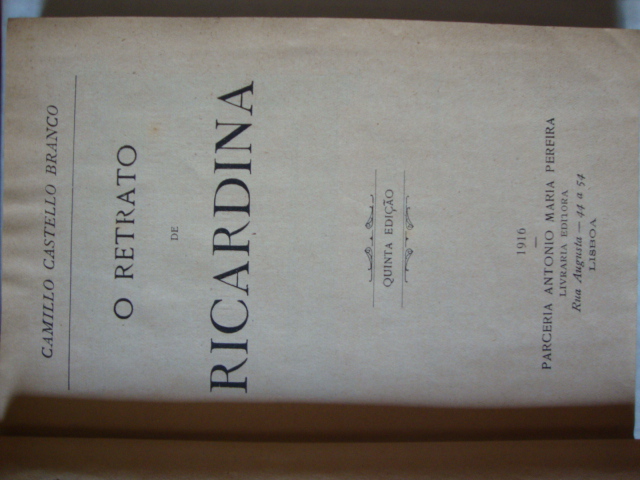 CAMILLO CASTELLO BRANCO
O RETRATO
DE
RICARDINA
QUINTA EDIÇÃO
1916
PARCERIA ANTONIO MARIA PEREIRA
LIVRARIA EDITORA
Rua Augusta — 44 a 54
LISBOA